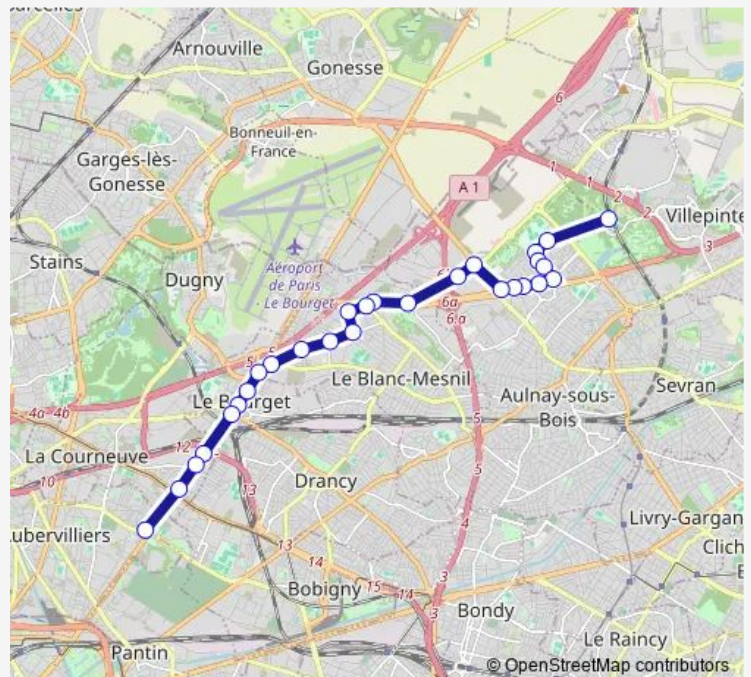 Arnouville
Gonesse
6
Bonneuil-en-
France
Garges-lès-
Gonesse
1
1
2
A 1
Villepinte
3
Stains
Aéroport
de Paris
- Le Bourget
Dugny
6
6a
6.a
5
5
Le Blanc-Mesnil
Aulnay-sous-
Bois
Sevran
4a 4b
Le Bourget
5
12
La Courneuve
10
5
Drancy
13
4
Livry-Gargan
ubervilliers
13
14
Bobigny
15
14
3
3
Bondy
Le Raincy
Pantin
© OpenStreetMap contributors